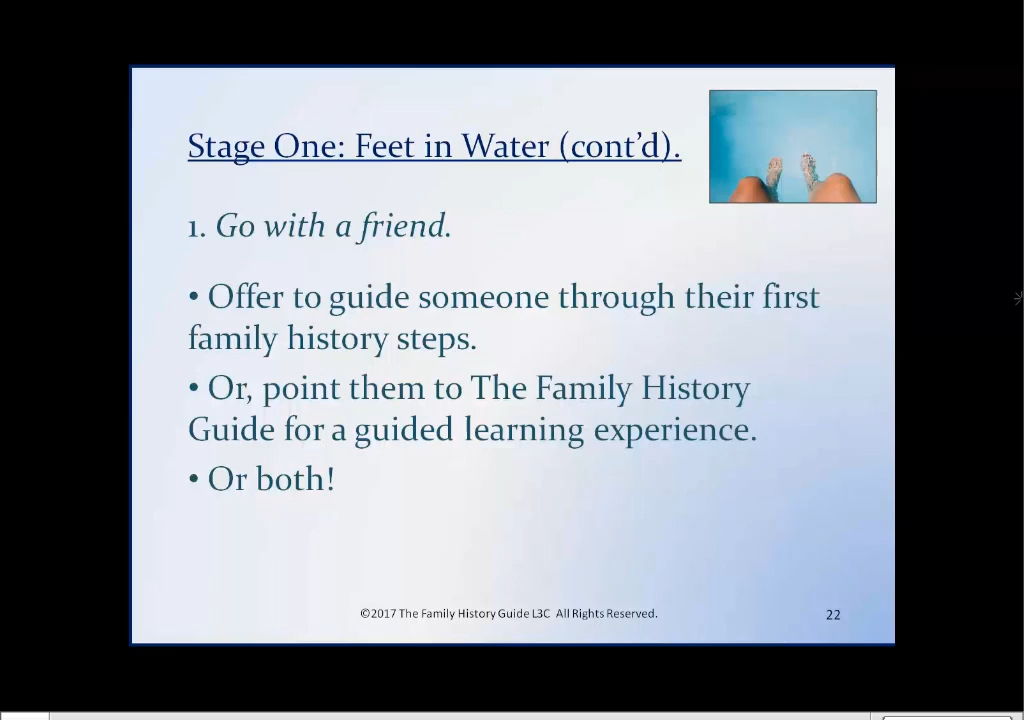 Stage One: Feet in Water (cont’d).
1. Go with a friend.
• Offer to guide someone through their first
family history steps.
• Or, point them to The Family History
Guide for a guided learning experience.
• Or both!
©2017 The Family History Guide L3C All Rights Reserved.
22